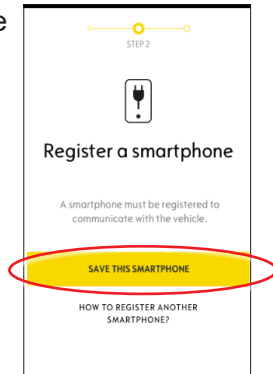 e
STEP 2
Register a smartphone
A smartphone must be registered to
communicate with the vehicle.
SAVE THIS SMARTPHONE
HOW TO REGISTER ANOTHER
SMARTPHONE?